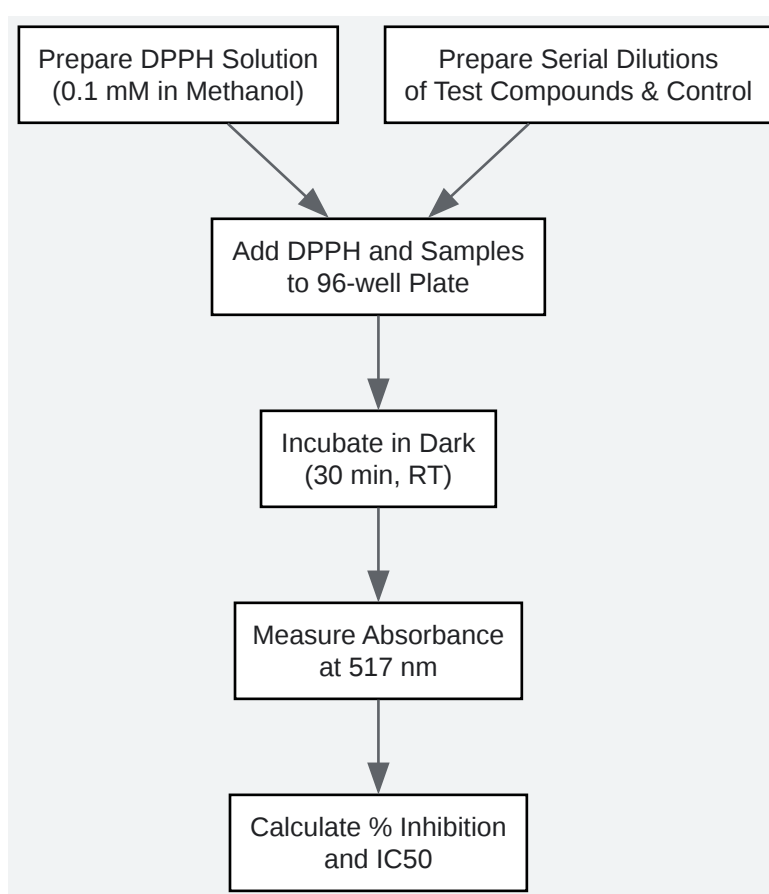 Prepare DPPH Solution
(0.1 mM in Methanol)
Prepare Serial Dilutions
of Test Compounds & Control
Add DPPH and Samples
to 96-well Plate
Incubate in Dark
(30 min, RT)
Measure Absorbance
at 517 nm
Calculate % Inhibition
and IC50